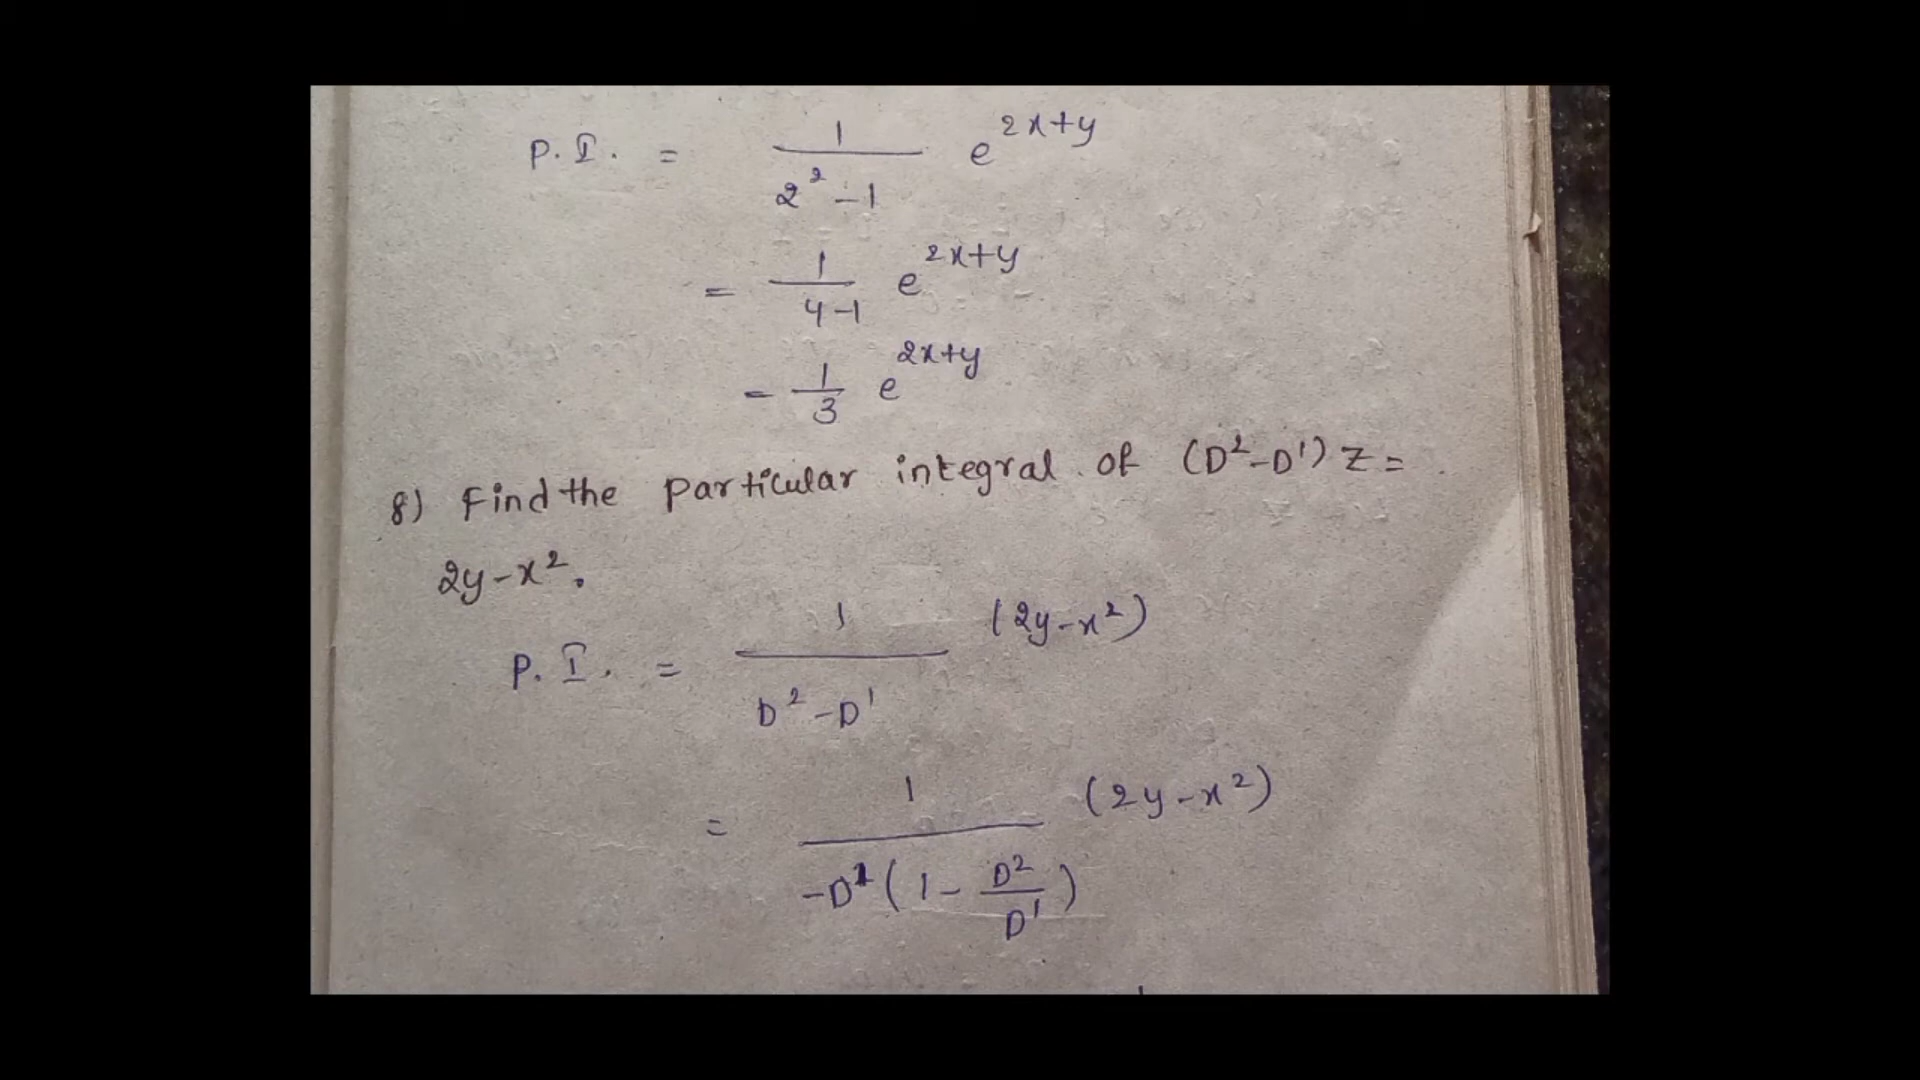 P. I. = 1/(2² - 1) e^(2x+y)
= 1/(4-1) e^(2x+y)
= 1/3 e^(2x+y)
8) Find the particular integral of (D²-D') z =
2y-x².
P. I. = 1/(D²-D') (2y-x²)
= 1/(-D'(1 - D²/D')) (2y-x²)